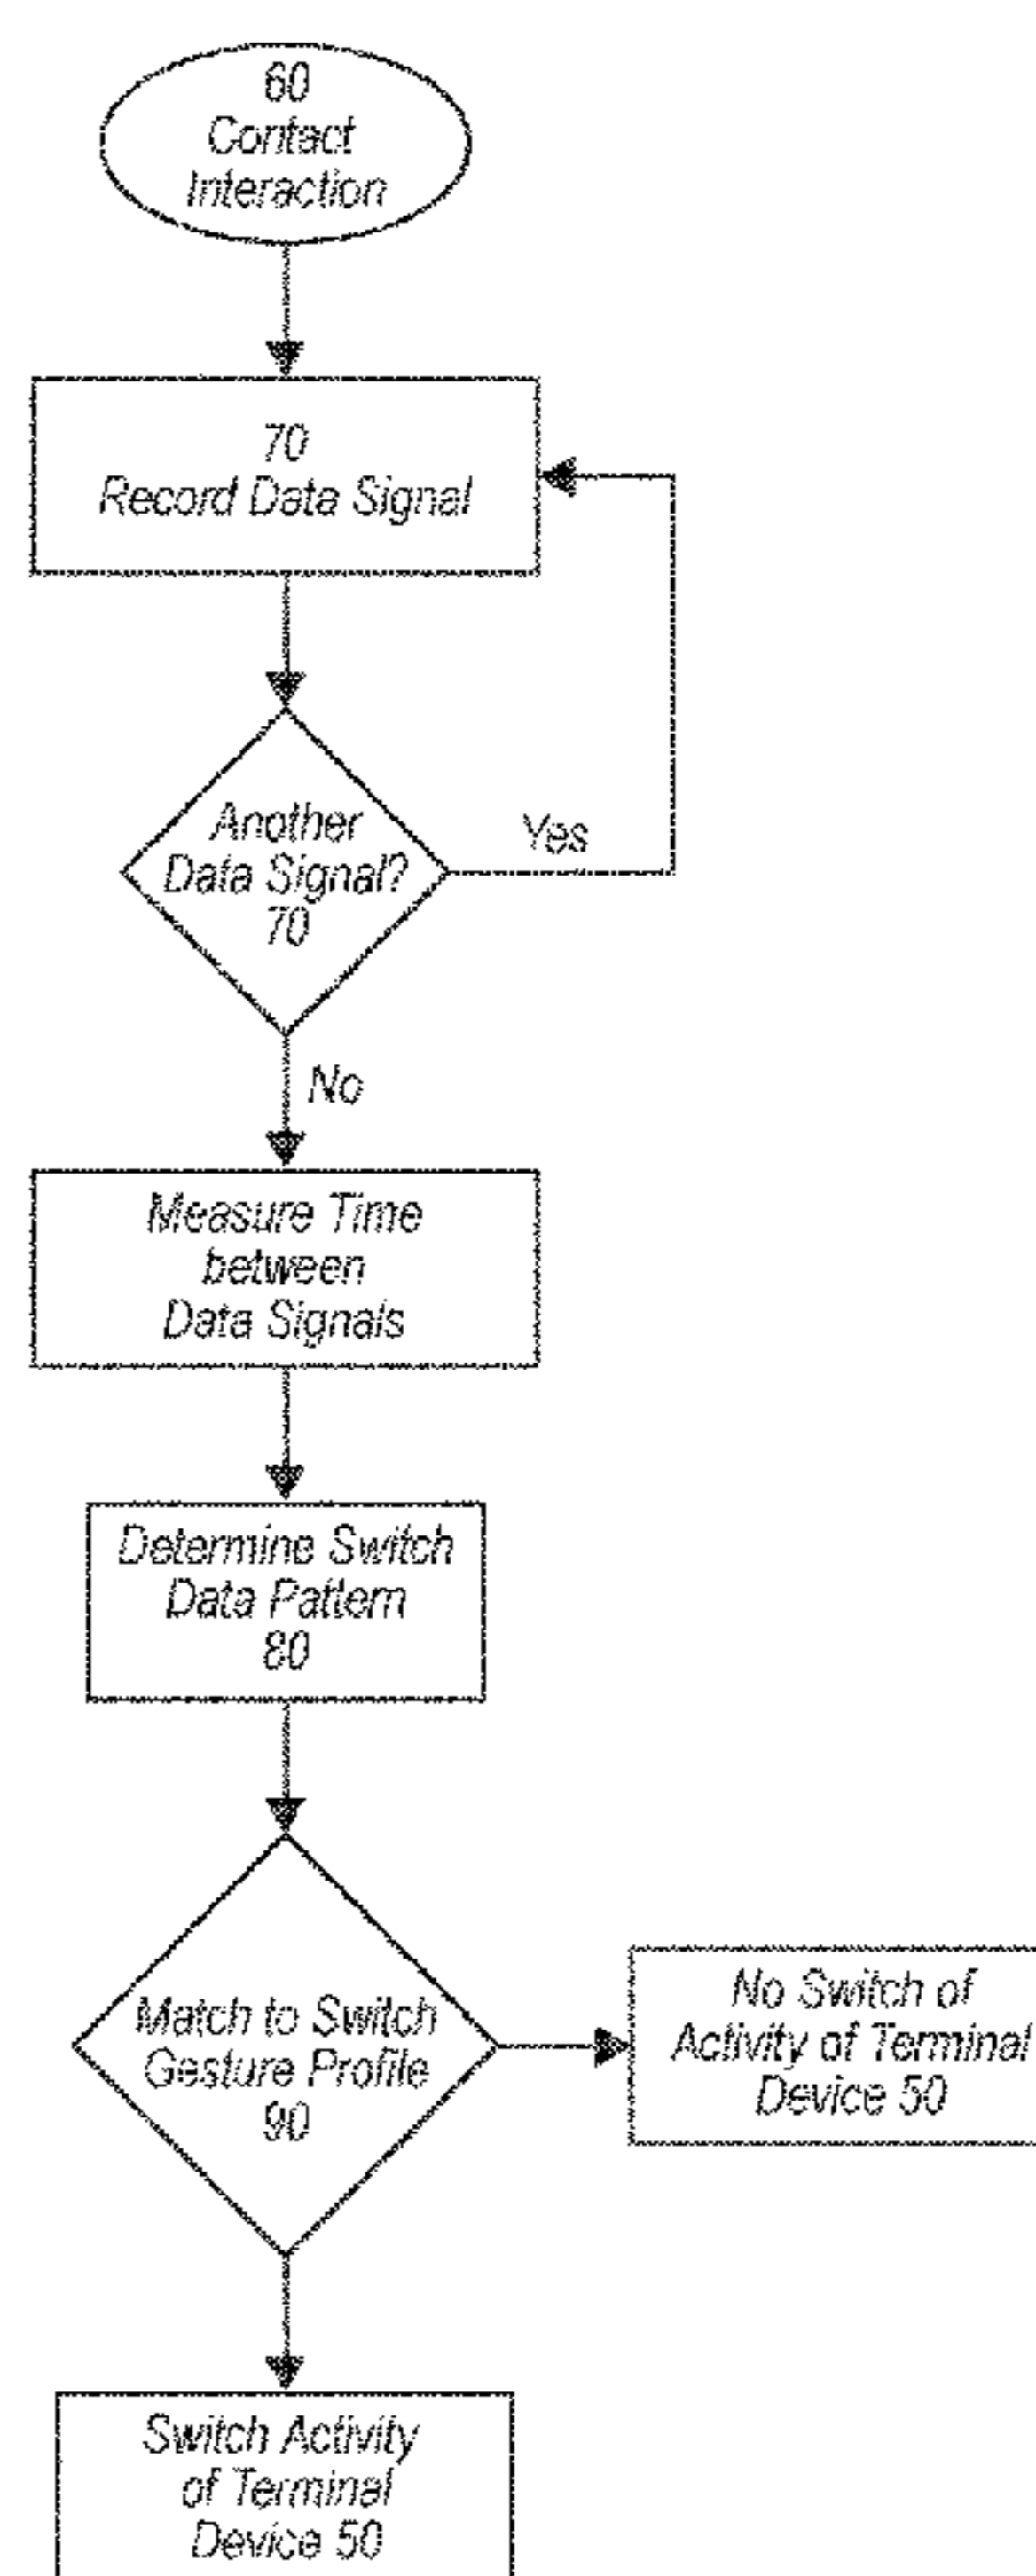 60
Contact
Interaction
70
Record Data Signal
Another
Data Signal?
70
Yes
No
Measure Time
between
Data Signals
Determine Switch
Data Pattern
80
Match to Switch
Gesture Profile
90
No Switch of
Activity of Terminal
Device 50
Switch Activity
of Terminal
Device 50